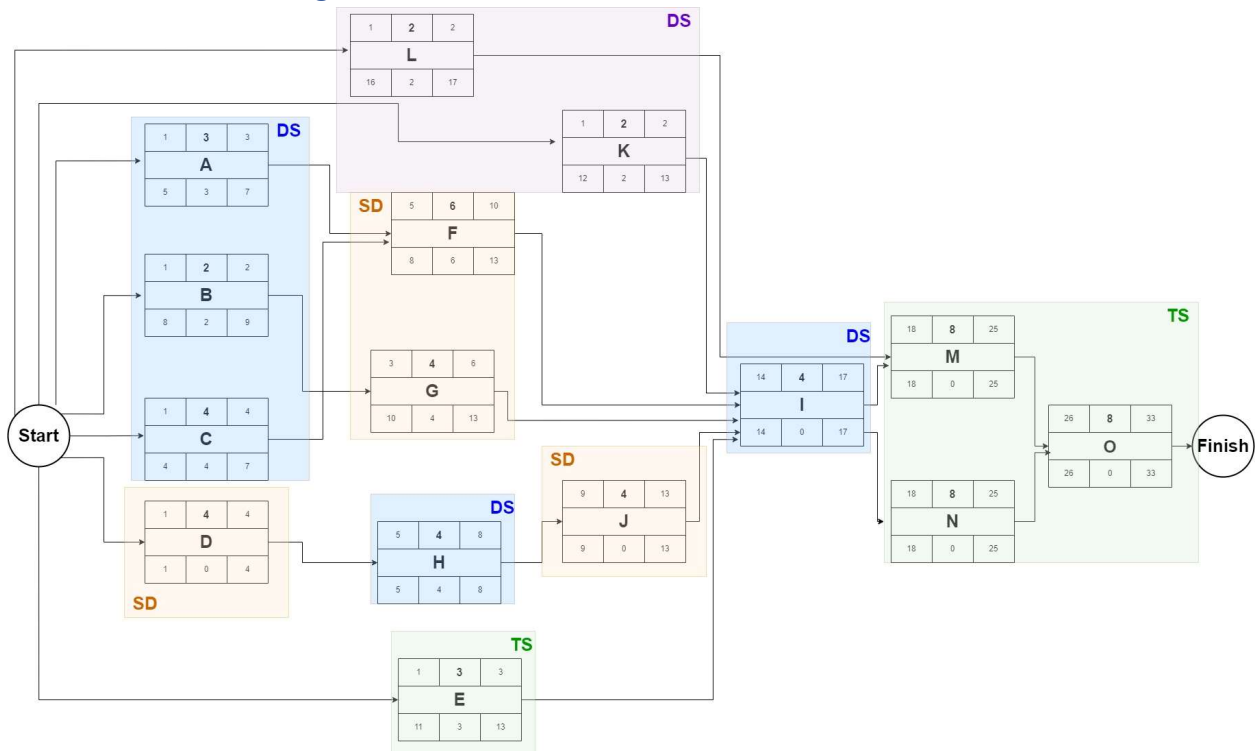 DS
1 2 2
L
16 2 17
1 2 2
K
12 2 13
DS
1 3 3
A
5 3 7
1 2 2
B
8 2 9
1 4 4
C
4 4 7
SD
5 6 10
F
8 6 13
3 4 6
G
10 4 13
Start
1 4 4
D
1 0 4
SD
DS
5 4 8
H
5 4 8
SD
9 4 13
J
9 0 13
TS
1 3 3
E
11 3 13
DS
14 4 17
I
14 0 17
TS
18 8 25
M
18 0 25
18 8 25
N
18 0 25
26 8 33
O
26 0 33
Finish